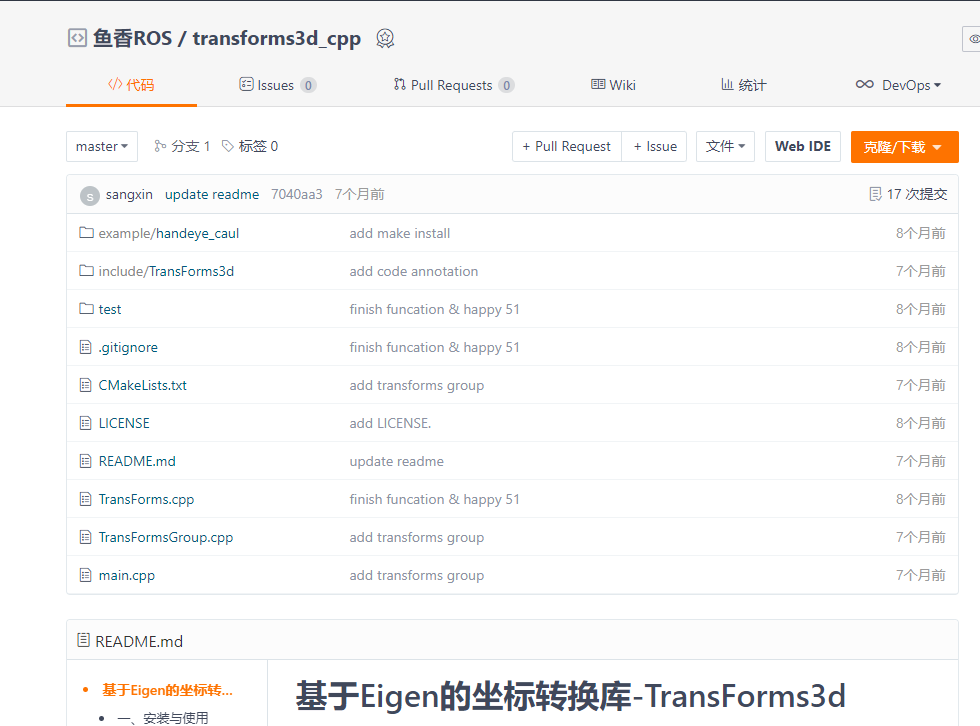 鱼香ROS / transforms3d_cpp
代码 Issues 0 Pull Requests 0 Wiki 统计 DevOps
master 分支 1 标签 0 + Pull Request + Issue 文件 Web IDE 克隆/下载
s sangxin update readme 7040aa3 7个月前 17 次提交
example/handeye_caul add make install 8个月前
include/TransForms3d add code annotation 7个月前
test finish funcation & happy 51 8个月前
.gitignore finish funcation & happy 51 8个月前
CMakeLists.txt add transforms group 7个月前
LICENSE add LICENSE. 8个月前
README.md update readme 7个月前
TransForms.cpp finish funcation & happy 51 8个月前
TransFormsGroup.cpp add transforms group 7个月前
main.cpp add transforms group 7个月前
README.md
基于Eigen的坐标转...
一、安装与使用
基于Eigen的坐标转换库-TransForms3d